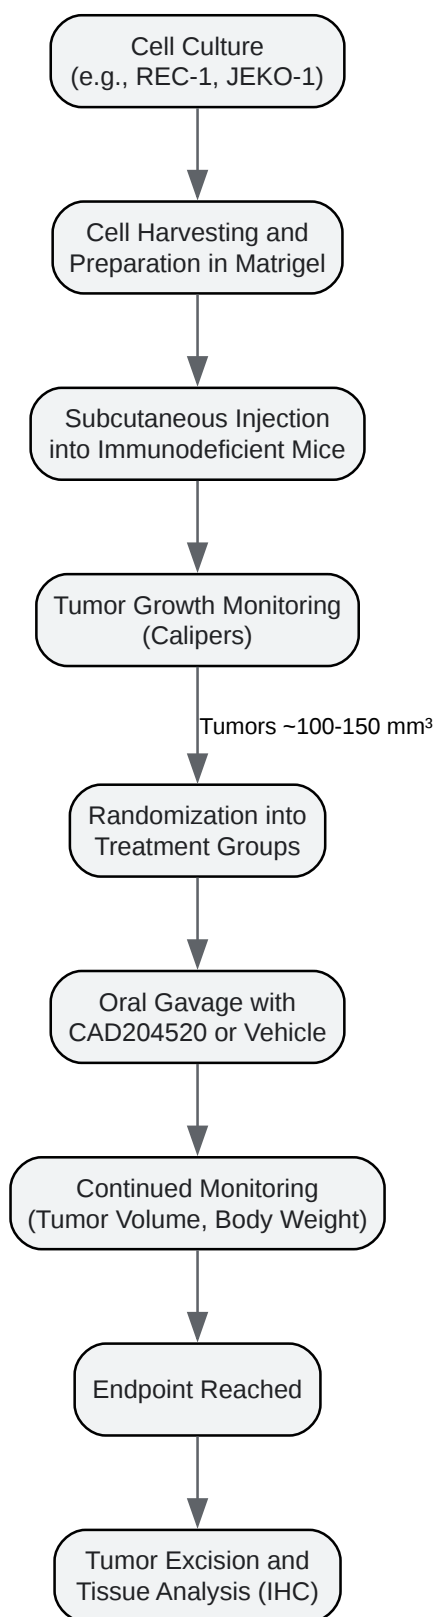 Cell Culture
(e.g., REC-1, JEKO-1)
Cell Harvesting and
Preparation in Matrigel
Subcutaneous Injection
into Immunodeficient Mice
Tumor Growth Monitoring
(Calipers)
Tumors ~100-150 mm³
Randomization into
Treatment Groups
Oral Gavage with
CAD204520 or Vehicle
Continued Monitoring
(Tumor Volume, Body Weight)
Endpoint Reached
Tumor Excision and
Tissue Analysis (IHC)